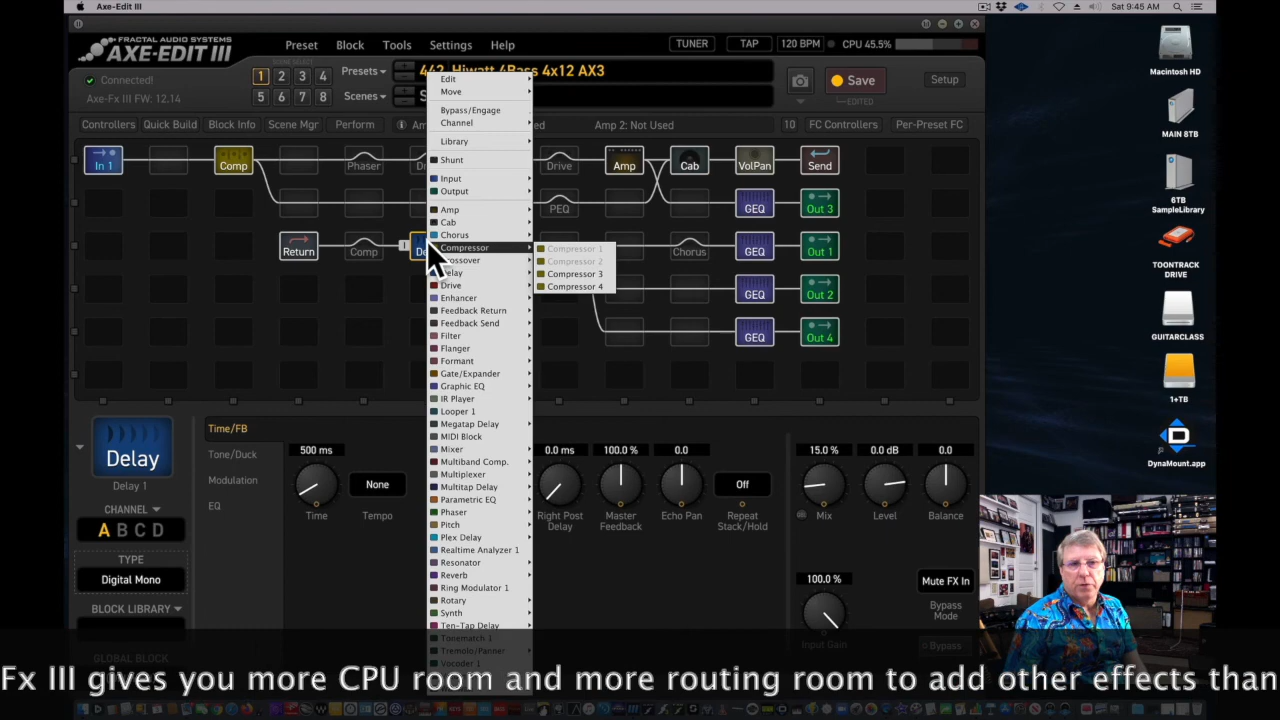 Axe-Edit III
Sat 9:45 AM
FRACTAL AUDIO SYSTEMS
AXE-EDIT III
Preset Block Tools Settings Help
TUNER TAP 120 BPM CPU 45.5%
Connected!
Axe-Fx III FW: 12.14
SCENE SELECT
1 2 3 4
5 6 7 8
Presets
Scenes
442 Hiwatt 4Bass 4x12 AX3
Save
EDITED
Setup
Controllers Quick Build Block Info Scene Mgr Perform
Amp 2: Not Used
10 FC Controllers Per-Preset FC
In 1 Comp Phaser Drive Amp Cab VolPan Send
PEQ GEQ Out 3
Return Comp Chorus GEQ Out 1
GEQ Out 2
GEQ Out 4
Edit
Move
Bypass/Engage
Channel
Library
Shunt
Input
Output
Amp
Cab
Chorus
Compressor
Crossover
Delay
Drive
Enhancer
Feedback Return
Feedback Send
Filter
Flanger
Formant
Gate/Expander
Graphic EQ
IR Player
Looper 1
Megatap Delay
MIDI Block
Mixer
Multiband Comp.
Multiplexer
Multitap Delay
Parametric EQ
Phaser
Pitch
Plex Delay
Realtime Analyzer 1
Resonator
Reverb
Ring Modulator 1
Rotary
Synth
Ten-Tap Delay
Tonematch 1
Tremolo/Panner
Vocoder 1
Compressor 1
Compressor 2
Compressor 3
Compressor 4
Delay
Delay 1
CHANNEL
A B C D
TYPE
Digital Mono
BLOCK LIBRARY
GLOBAL BLOCK
Time/FB
Tone/Duck
Modulation
EQ
500 ms
Time
None
Tempo
0.0 ms
Right Post
Delay
100.0 %
Master
Feedback
0.0
Echo Pan
Off
Repeat
Stack/Hold
15.0 %
Mix
0.0 dB
Level
0.0
Balance
100.0 %
Input Gain
Mute FX In
Bypass
Mode
Bypass
Macintosh HD
MAIN 8TB
6TB
SampleLibrary
TOONTRACK
DRIVE
GUITARCLASS
1+TB
DynaMount.app
Fx III gives you more CPU room and more routing room to add other effects than